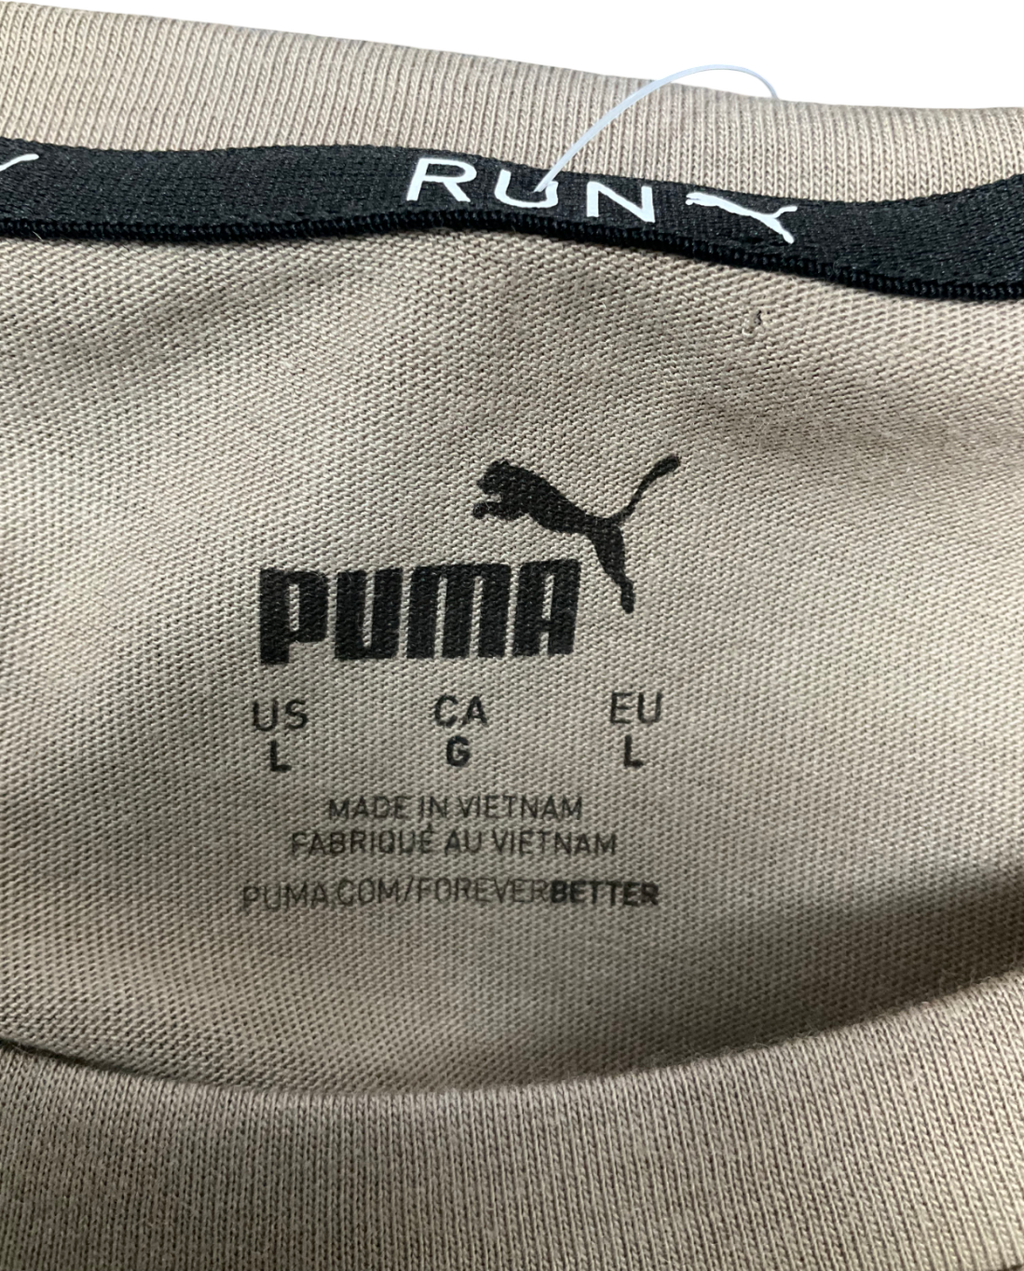 RUN
PUMA
US CA EU
L G L
MADE IN VIETNAM
FABRIQUÉ AU VIETNAM
PUMA.COM/FOREVERBETTER